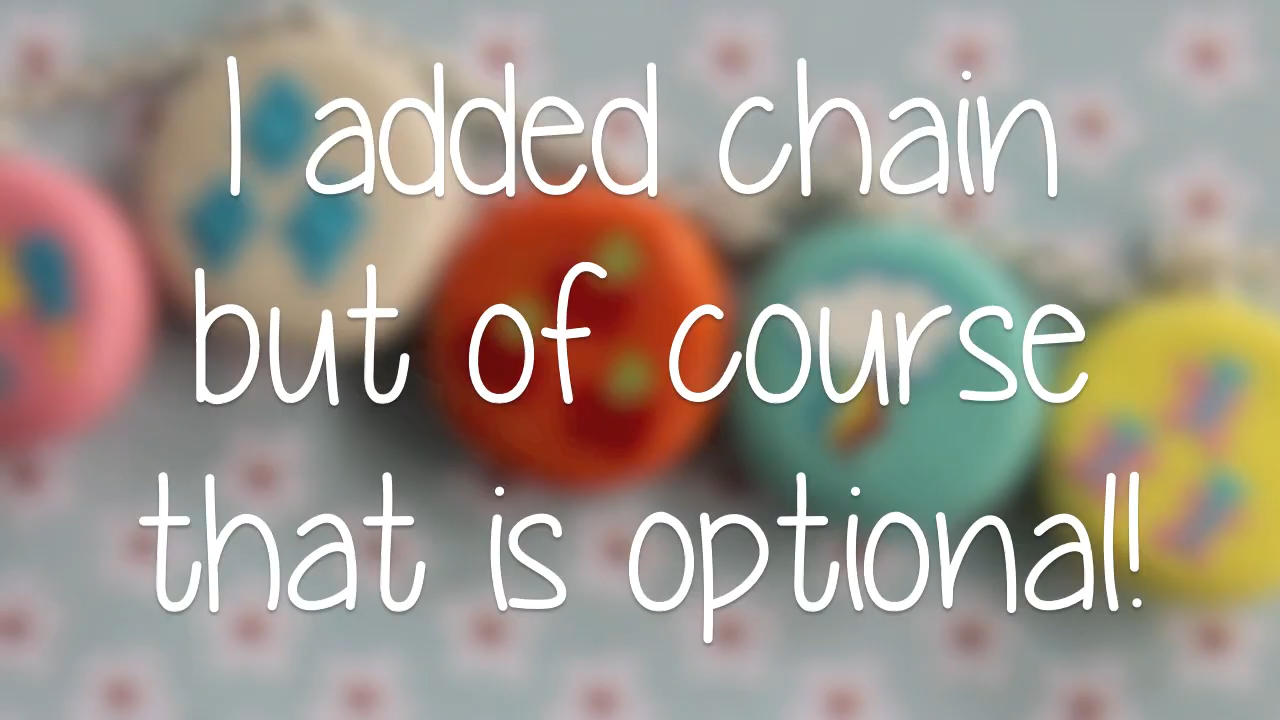 I added chain
but of course
that is optional!